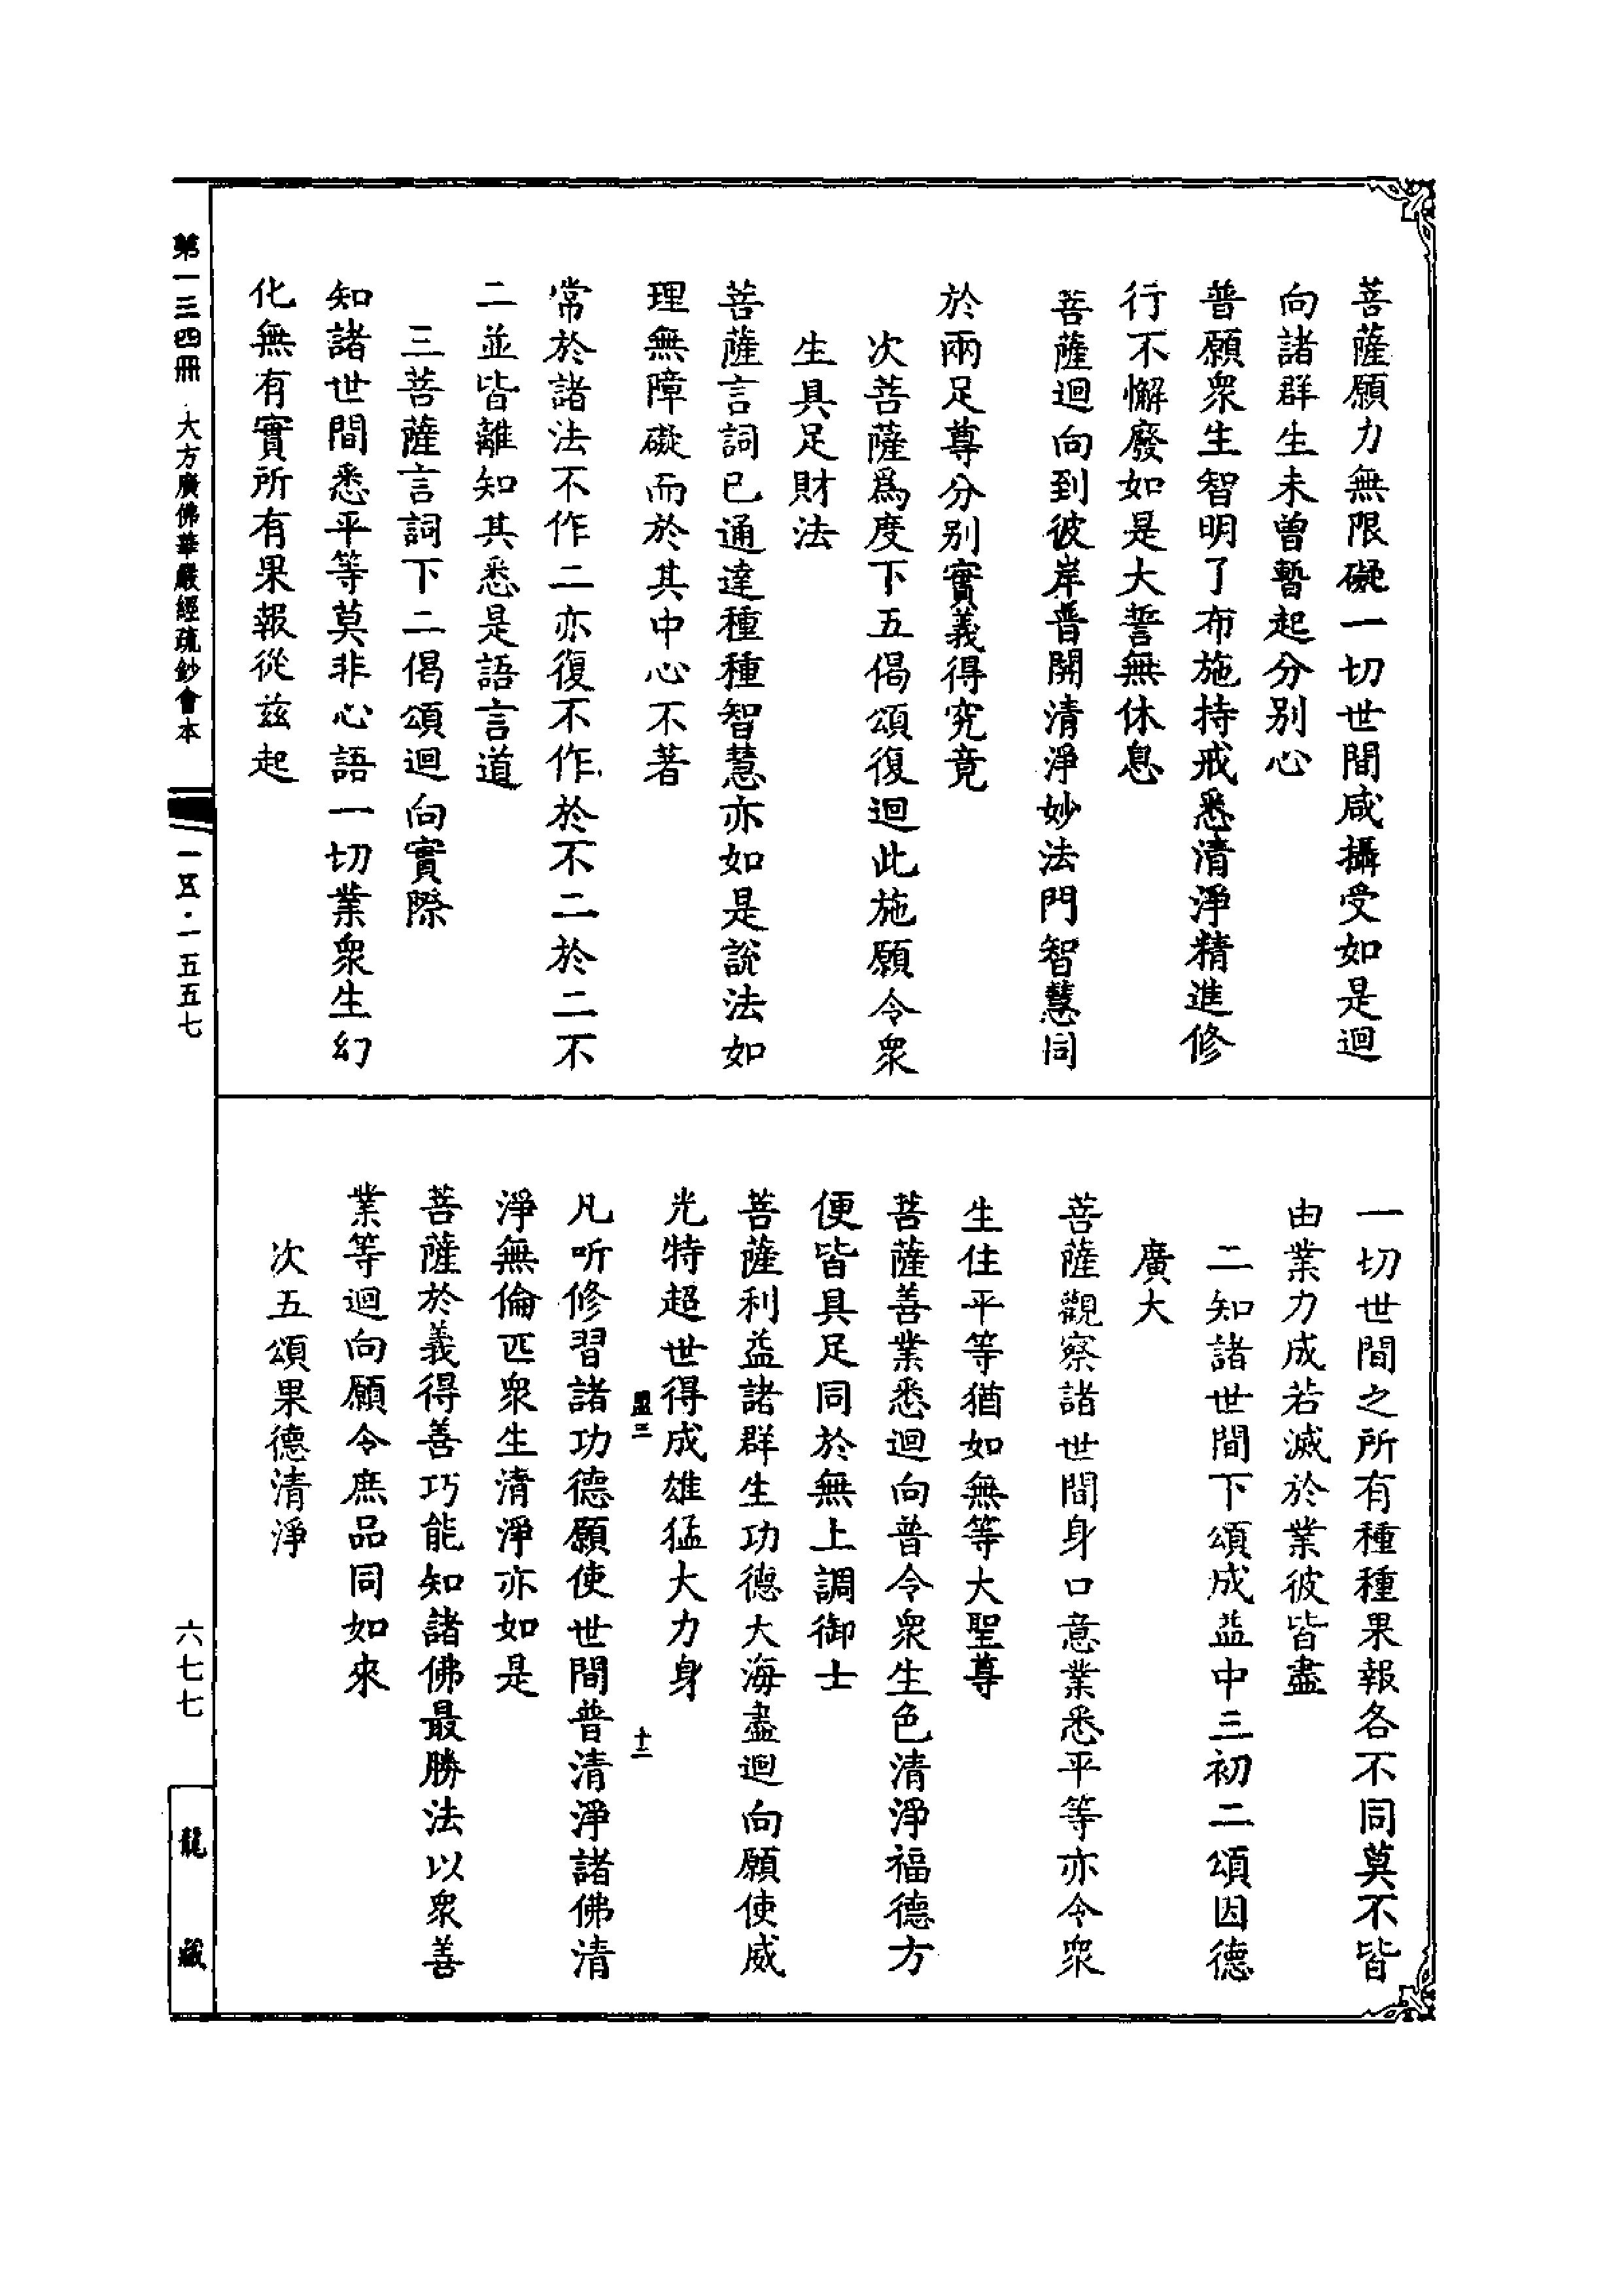 菩薩願力無限礙一切世間咸攝受如是迴
向諸群生未曾暫起分别心
普願衆生智明了布施持戒悉清淨精進修
行不懈廢如是大誓無休息
菩薩迴向到彼岸普開清淨妙法門智慧同
於兩足尊分别實義得究竟
次菩薩爲度下五偈頌復迴此施願令衆
生具足財法
菩薩言詞已通達種種智慧亦如是說法如
理無障礙而於其中心不著
常於諸法不作二亦復不作於不二於二不
二並皆離知其悉是語言道
三菩薩言詞下二偈頌迴向實際
知諸世間悉平等莫非心語一切業衆生幻
化無有實所有果報從兹起
一切世間之所有種種果報各不同莫不皆
由業力成若滅於業彼皆盡
二知諸世間下頌成益中三初二頌因德
廣大
菩薩觀察諸世間身口意業悉平等亦令衆
生住平等猶如無等大聖尊
菩薩善業悉迴向普令衆生色清淨福德方
便皆具足同於無上調御士
菩薩利益諸群生功德大海盡迴向願使威
光特超世得成雄猛大力身
盟三 十二
凡所修習諸功德願使世間普清淨諸佛清
淨無倫匹衆生清淨亦如是
菩薩於義得善巧能知諸佛最勝法以衆善
業等迴向願令庶品同如來
次五頌果德清淨
第一三四冊 大方廣佛華嚴經疏鈔會本
一五·一五五七
六七七
龍藏